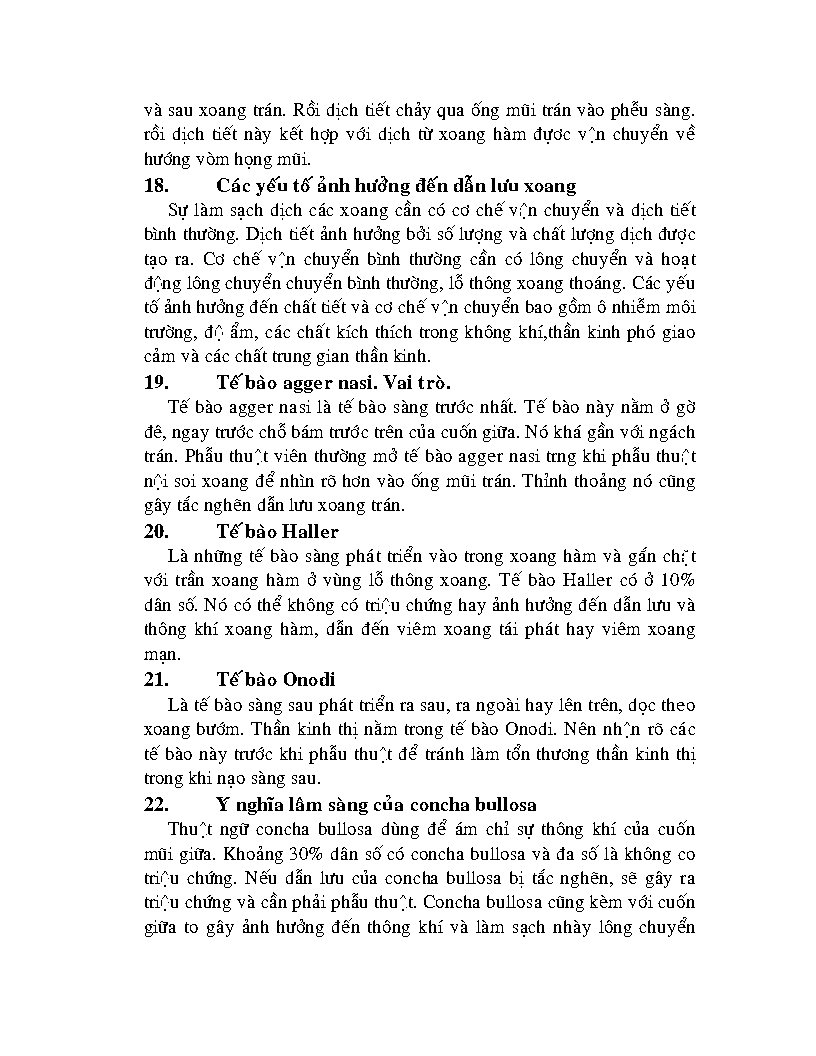 và sau xoang trán. Rồi dịch tiết chảy qua ống mũi trán vào phễu sàng.
rồi dịch tiết này kết hợp với dịch từ xoang hàm đựơc vận chuyển về
hướng vòm họng mũi.
18. Các yếu tố ảnh hưởng đến dẫn lưu xoang
Sự làm sạch dịch các xoang cần có cơ chế vận chuyển và dịch tiết
bình thường. Dịch tiết ảnh hưởng bởi số lượng và chất lượng dịch được
tạo ra. Cơ chế vận chuyển bình thường cần có lông chuyển và hoạt
động lông chuyển chuyển bình thường, lỗ thông xoang thoáng. Các yếu
tố ảnh hưởng đến chất tiết và cơ chế vận chuyển bao gồm ô nhiễm môi
trường, độ ẩm, các chất kích thích trong không khí,thần kinh phó giao
cảm và các chất trung gian thần kinh.
19. Tế bào agger nasi. Vai trò.
Tế bào agger nasi là tế bào sàng trước nhất. Tế bào này nằm ở gờ
đê, ngay trước chỗ bám trước trên của cuốn giữa. Nó khá gần với ngách
trán. Phẫu thuật viên thường mở tế bào agger nasi trng khi phẫu thuật
nội soi xoang để nhìn rõ hơn vào ống mũi trán. Thỉnh thoảng nó cũng
gây tắc nghẽn dẫn lưu xoang trán.
20. Tế bào Haller
Là những tế bào sàng phát triển vào trong xoang hàm và gắn chặt
với trần xoang hàm ở vùng lỗ thông xoang. Tế bào Haller có ở 10%
dân số. Nó có thể không có triệu chứng hay ảnh hưởng đến dẫn lưu và
thông khí xoang hàm, dẫn đến viêm xoang tái phát hay viêm xoang
mạn.
21. Tế bào Onodi
Là tế bào sàng sau phát triển ra sau, ra ngoài hay lên trên, dọc theo
xoang bướm. Thần kinh thị nằm trong tế bào Onodi. Nên nhận rõ các
tế bào này trước khi phẫu thuật để tránh làm tổn thương thần kinh thị
trong khi nạo sàng sau.
22. Ý nghĩa lâm sàng của concha bullosa
Thuật ngữ concha bullosa dùng để ám chỉ sự thông khí của cuốn
mũi giữa. Khoảng 30% dân số có concha bullosa và đa số là không co
triệu chứng. Nếu dẫn lưu của concha bullosa bị tắc nghẽn, sẽ gây ra
triệu chứng và cần phải phẫu thuật. Concha bullosa cũng kèm với cuốn
giữa to gây ảnh hưởng đến thông khí và làm sạch nhày lông chuyển